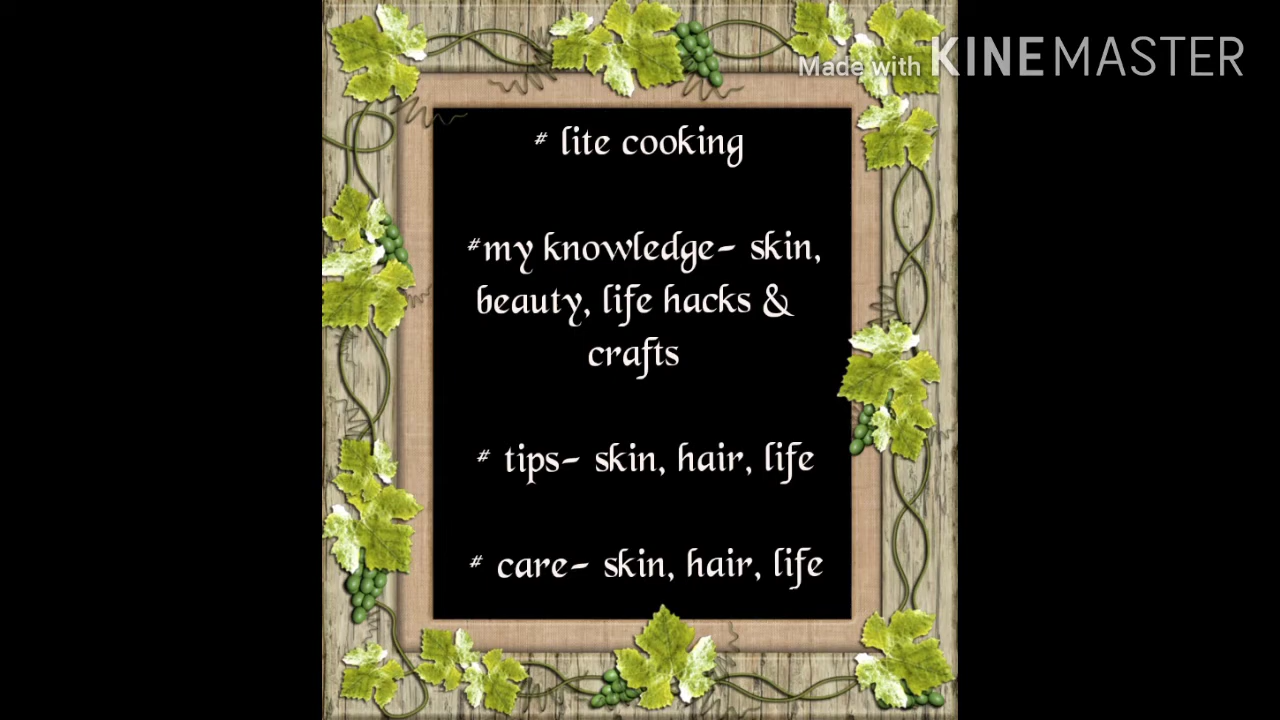 Made with KINEMASTER
# lite cooking
#my knowledge- skin,
beauty, life hacks &
crafts
# tips- skin, hair, life
# care- skin, hair, life